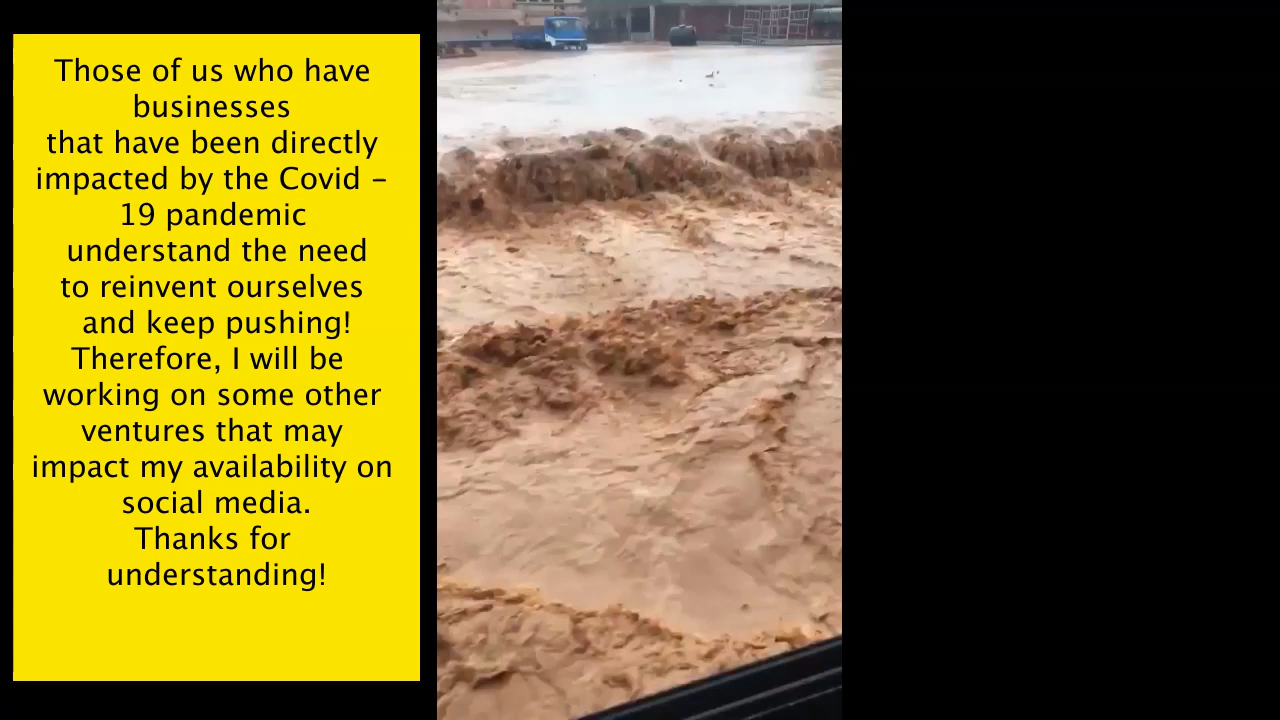 Those of us who have
businesses
that have been directly
impacted by the Covid –
19 pandemic
understand the need
to reinvent ourselves
and keep pushing!
Therefore, I will be
working on some other
ventures that may
impact my availability on
social media.
Thanks for
understanding!